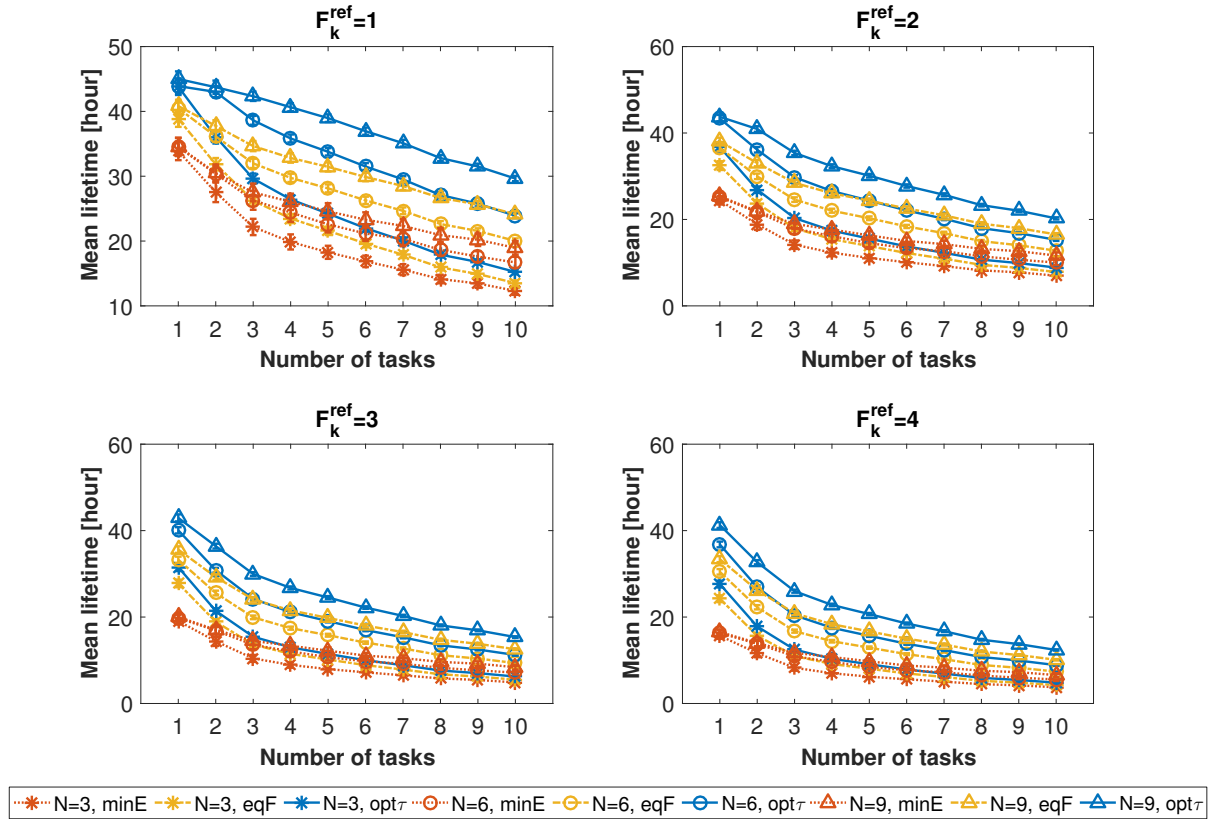 F_k^ref=1
F_k^ref=2
50
40
30
20
10
Mean lifetime [hour]
1 2 3 4 5 6 7 8 9 10
Number of tasks
60
40
20
0
Mean lifetime [hour]
1 2 3 4 5 6 7 8 9 10
Number of tasks
F_k^ref=3
F_k^ref=4
60
40
20
0
Mean lifetime [hour]
1 2 3 4 5 6 7 8 9 10
Number of tasks
60
40
20
0
Mean lifetime [hour]
1 2 3 4 5 6 7 8 9 10
Number of tasks
N=3, minE N=3, eqF N=3, optτ N=6, minE N=6, eqF N=6, optτ N=9, minE N=9, eqF N=9, optτ